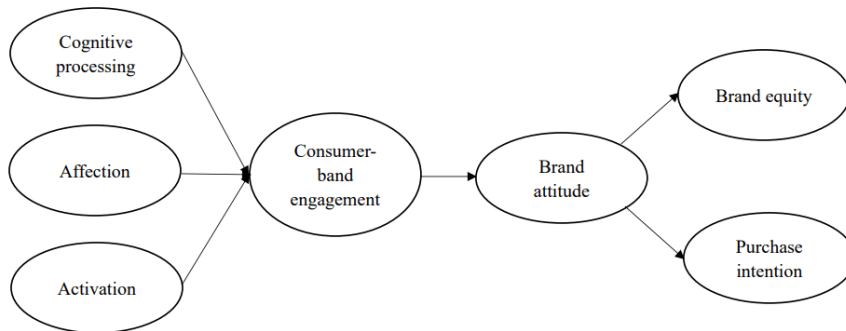 Cognitive
processing
Affection
Activation
Consumer-
band
engagement
Brand
attitude
Brand equity
Purchase
intention